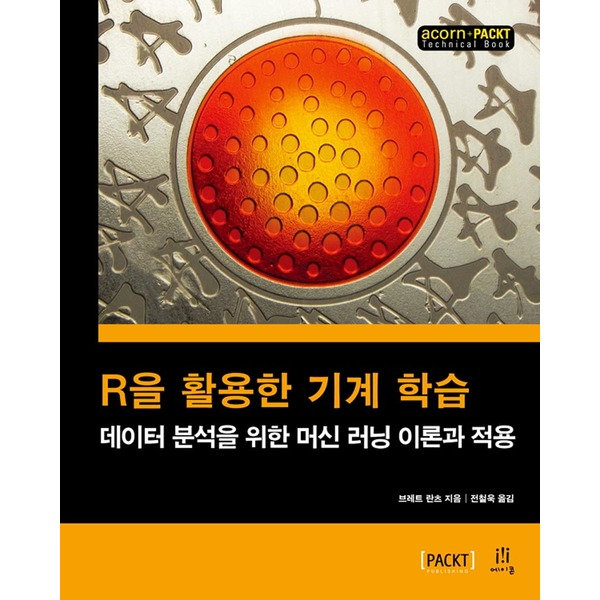 acorn+PACKT
Technical Book
R을 활용한 기계 학습
데이터 분석을 위한 머신 러닝 이론과 적용
브레트 란츠 지음 | 전철욱 옮김
[PACKT]
PUBLISHING
에이콘